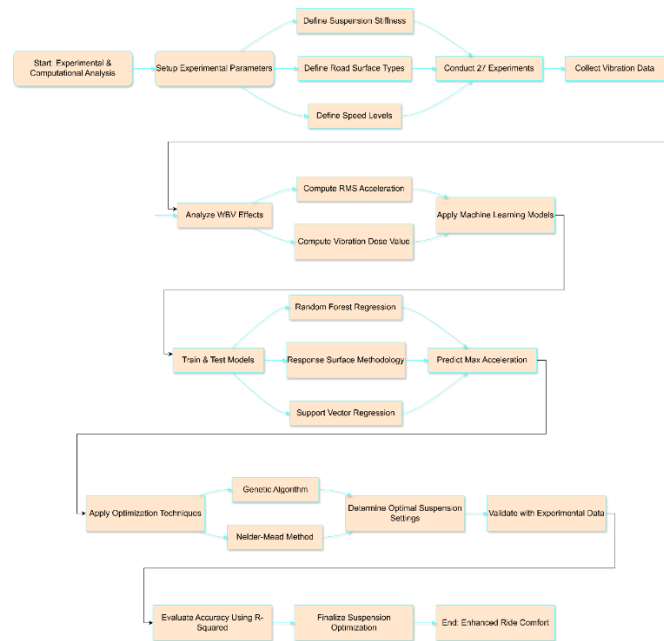 Define Suspension Stiffness
Start: Experimental &
Computational Analysis
Setup Experimental Parameters
Define Road Surface Types
Conduct 27 Experiments
Collect Vibration Data
Define Speed Levels
Compute RMS Acceleration
Analyze WBV Effects
Apply Machine Learning Models
Compute Vibration Dose Value
Random Forest Regression
Train & Test Models
Response Surface Methodology
Predict Max Acceleration
Support Vector Regression
Genetic Algorithm
Apply Optimization Techniques
Determine Optimal Suspension
Settings
Validate with Experimental Data
Nelder-Mead Method
Evaluate Accuracy Using R-
Squared
Finalize Suspension
Optimization
End: Enhanced Ride Comfort